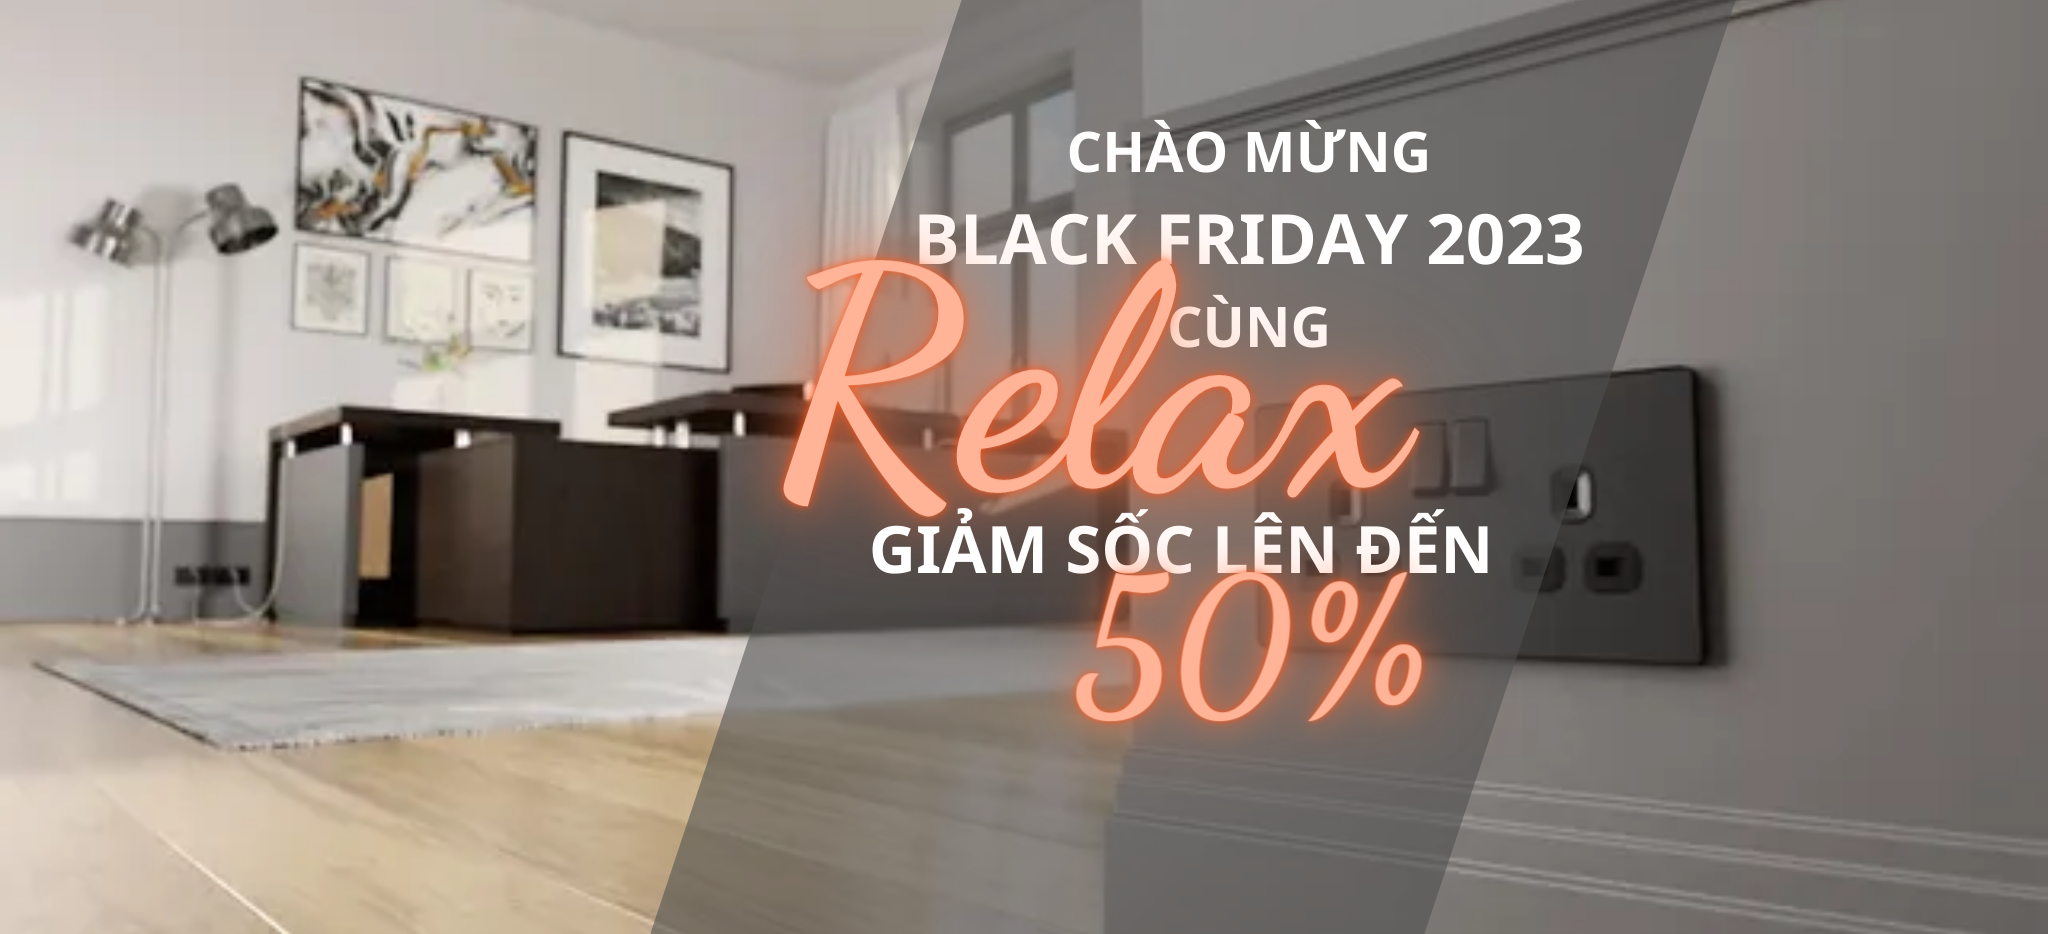 CHÀO MỪNG
BLACK FRIDAY 2023
CÙNG
Relax
GIẢM SỐC LÊN ĐẾN
50%